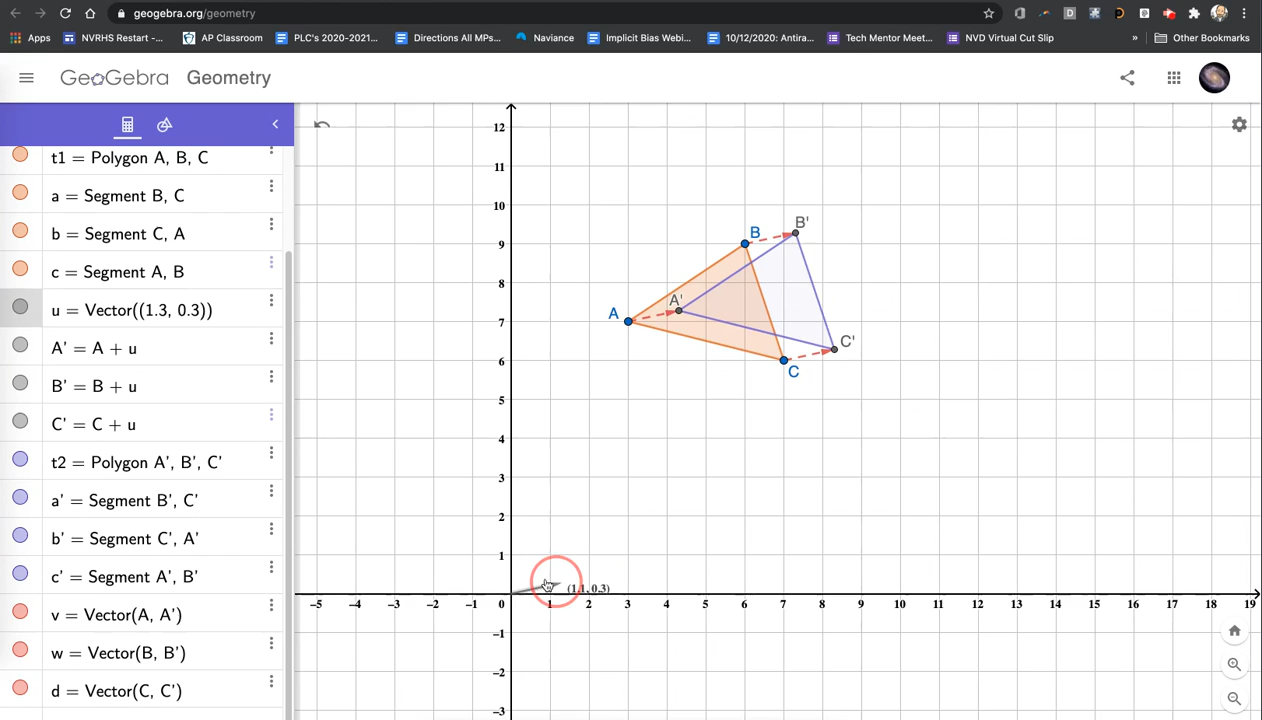 geogebra.org/geometry
Apps NVRHS Restart -... AP Classroom PLC's 2020-2021... Directions All MPs... Naviance Implicit Bias Webi... 10/12/2020: Antira... Tech Mentor Meet... NVD Virtual Cut Slip » Other Bookmarks
GeoGebra Geometry
t1 = Polygon A, B, C
a = Segment B, C
b = Segment C, A
c = Segment A, B
u = Vector((1.3, 0.3))
A' = A + u
B' = B + u
C' = C + u
t2 = Polygon A', B', C'
a' = Segment B', C'
b' = Segment C', A'
c' = Segment A', B'
v = Vector(A, A')
w = Vector(B, B')
d = Vector(C, C')
12
11
10
9
8
7
6
5
4
3
2
1
B B'
A A'
C'
C
(1.1, 0.3)
−5 −4 −3 −2 −1 0 1 2 3 4 5 6 7 8 9 10 11 12 13 14 15 16 17 18 19
−1
−2
−3